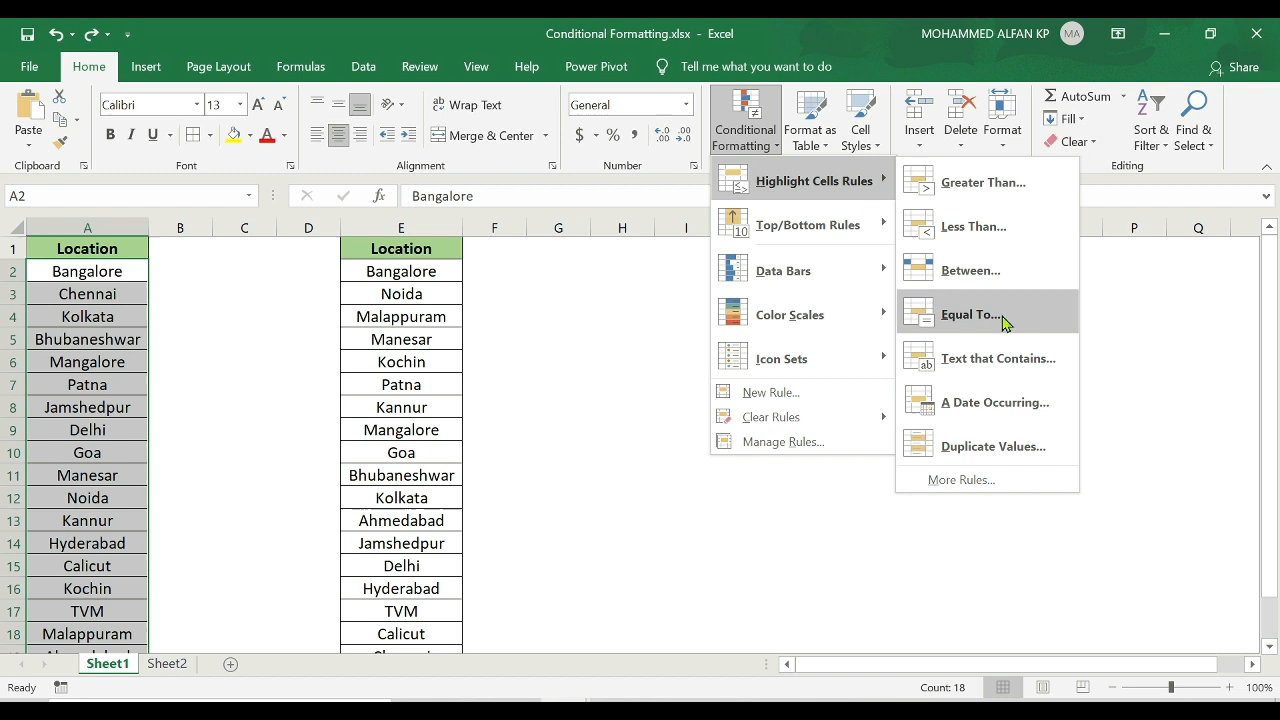 Conditional Formatting.xlsx - Excel
MOHAMMED ALFAN KP MA
File Home Insert Page Layout Formulas Data Review View Help Power Pivot Tell me what you want to do Share
Paste
Clipboard
Calibri 13
B I U A
Font
ab Wrap Text
Merge & Center
Alignment
General
$ % ,
Number
Conditional
Formatting
Format as
Table
Cell
Styles
Insert
Delete
Format
AutoSum
Fill
Clear
Sort &
Filter
Find &
Select
Editing
A2 fx Bangalore
Highlight Cells Rules
Top/Bottom Rules
Data Bars
Color Scales
Icon Sets
New Rule...
Clear Rules
Manage Rules...
Greater Than...
Less Than...
Between...
Equal To...
Text that Contains...
A Date Occurring...
Duplicate Values...
More Rules...
A B C D E F G H I P Q
1 Location Location
2 Bangalore Bangalore
3 Chennai Noida
4 Kolkata Malappuram
5 Bhubaneshwar Manesar
6 Mangalore Kochin
7 Patna Patna
8 Jamshedpur Kannur
9 Delhi Mangalore
10 Goa Goa
11 Manesar Bhubaneshwar
12 Noida Kolkata
13 Kannur Ahmedabad
14 Hyderabad Jamshedpur
15 Calicut Delhi
16 Kochin Hyderabad
17 TVM TVM
18 Malappuram Calicut
Sheet1 Sheet2
Ready Count: 18 100%